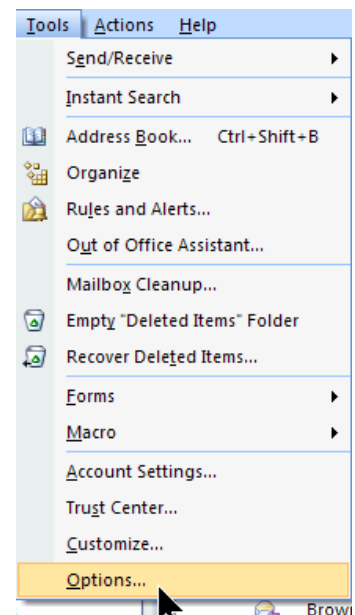 Tools Actions Help
Send/Receive
Instant Search
Address Book... Ctrl+Shift+B
Organize
Rules and Alerts...
Out of Office Assistant...
Mailbox Cleanup...
Empty "Deleted Items" Folder
Recover Deleted Items...
Forms
Macro
Account Settings...
Trust Center...
Customize...
Options...
Brow